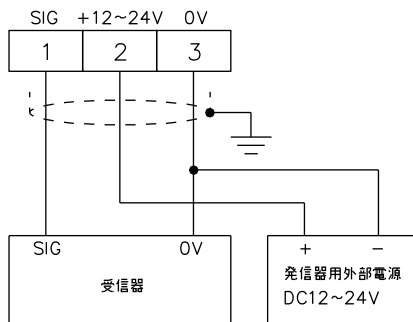 SIG +12~24V 0V
1 2 3
SIG 0V
受信器
+ −
発信器用外部電源
DC12~24V